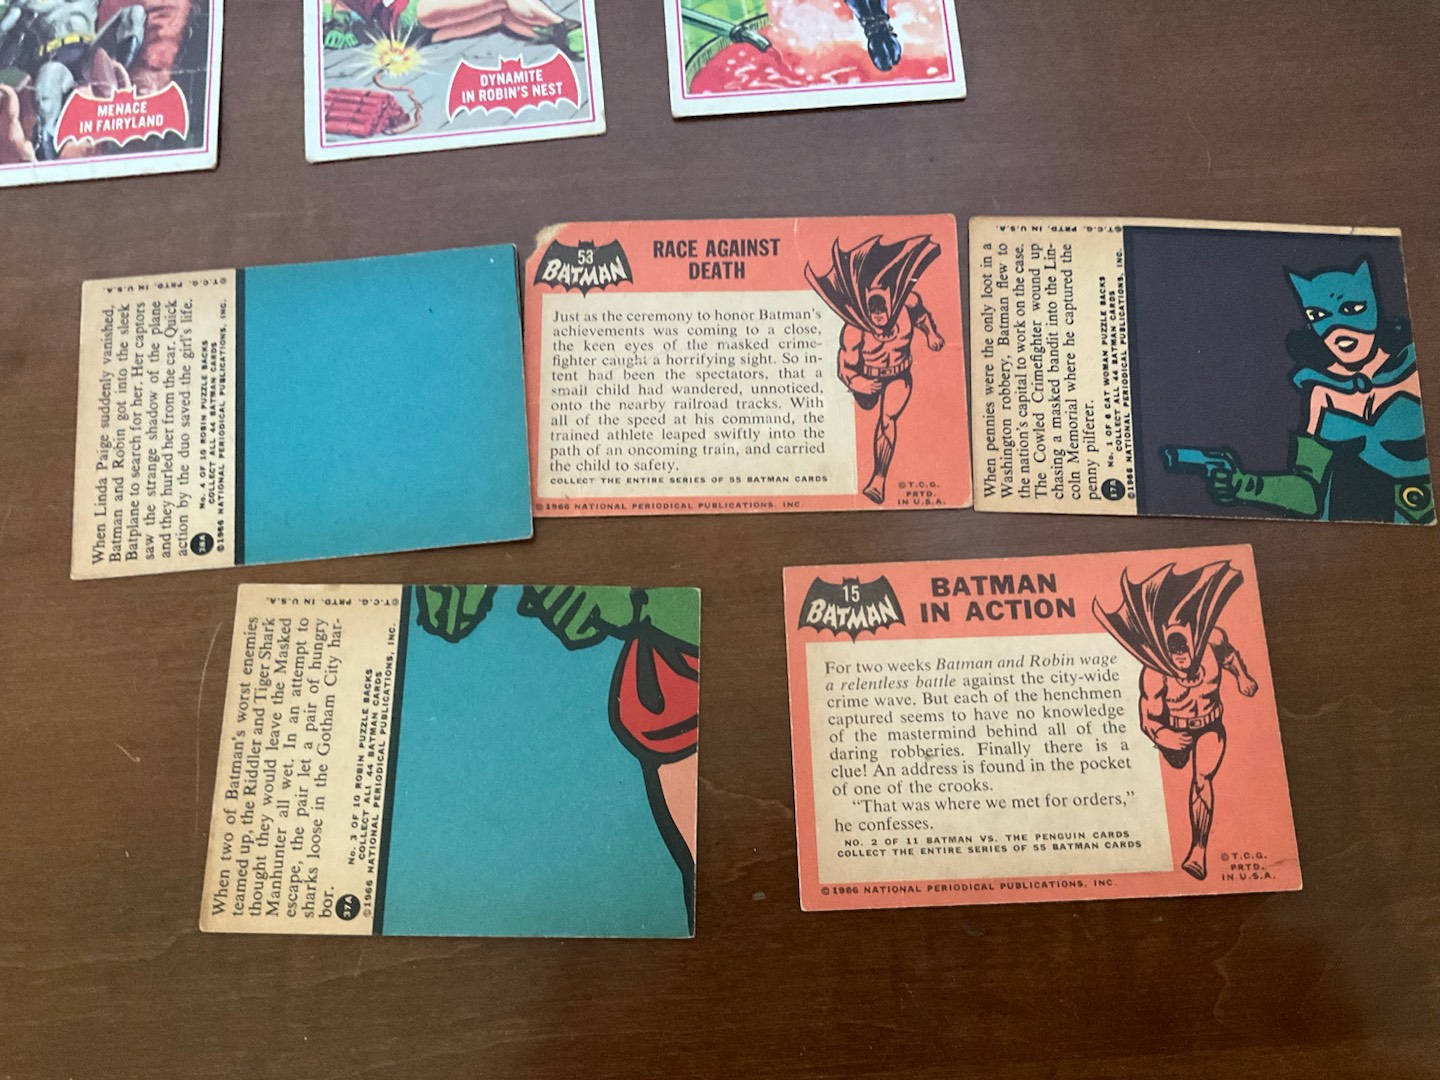 MENACE
IN FAIRYLAND
DYNAMITE
IN ROBIN'S NEST
When Linda Paige suddenly vanished,
Batman and Robin got into the sleek
Batplane to search for her. Her captors
saw the strange shadow of the plane
and they hurled her from the car. Quick
action by the duo saved the girl's life.
38A
No. 4 OF 10 ROBIN PUZZLE BACKS
COLLECT ALL 44 BATMAN CARDS
©1966 NATIONAL PERIODICAL PUBLICATIONS, INC.
©T.C.G. PRTD. IN U.S.A.
53
BATMAN
RACE AGAINST
DEATH
Just as the ceremony to honor Batman's
achievements was coming to a close,
the keen eyes of the masked crime-
fighter caught a horrifying sight. So in-
tent had been the spectators, that a
small child had wandered, unnoticed,
onto the nearby railroad tracks. With
all of the speed at his command, the
trained athlete leaped swiftly into the
path of an oncoming train, and carried
the child to safety.
COLLECT THE ENTIRE SERIES OF 55 BATMAN CARDS
©1966 NATIONAL PERIODICAL PUBLICATIONS, INC.
©T.C.G.
PRTD.
IN U.S.A.
When pennies were the only loot in a
Washington robbery, Batman flew to
the nation's capital to work on the case.
The Cowled Crimefighter wound up
chasing a masked bandit into the Lin-
coln Memorial where he captured the
penny pilferer.
17A
No. 1 OF 6 CAT WOMAN PUZZLE BACKS
COLLECT ALL 44 BATMAN CARDS
©1966 NATIONAL PERIODICAL PUBLICATIONS, INC.
©T.C.G. PRTD. IN U.S.A.
When two of Batman's worst enemies
teamed up, the Riddler and Tiger Shark
thought they would leave the Masked
Manhunter all wet. In an attempt to
escape, the pair let a pair of hungry
sharks loose in the Gotham City har-
bor.
37A
No. 3 OF 10 ROBIN PUZZLE BACKS
COLLECT ALL 44 BATMAN CARDS
©1966 NATIONAL PERIODICAL PUBLICATIONS, INC.
©T.C.G. PRTD. IN U.S.A.
15
BATMAN
BATMAN
IN ACTION
For two weeks Batman and Robin wage
a relentless battle against the city-wide
crime wave. But each of the henchmen
captured seems to have no knowledge
of the mastermind behind all of the
daring robberies. Finally there is a
clue! An address is found in the pocket
of one of the crooks.
"That was where we met for orders,"
he confesses.
NO. 2 OF 11 BATMAN VS. THE PENGUIN CARDS
COLLECT THE ENTIRE SERIES OF 55 BATMAN CARDS
©1966 NATIONAL PERIODICAL PUBLICATIONS, INC.
©T.C.G.
PRTD.
IN U.S.A.